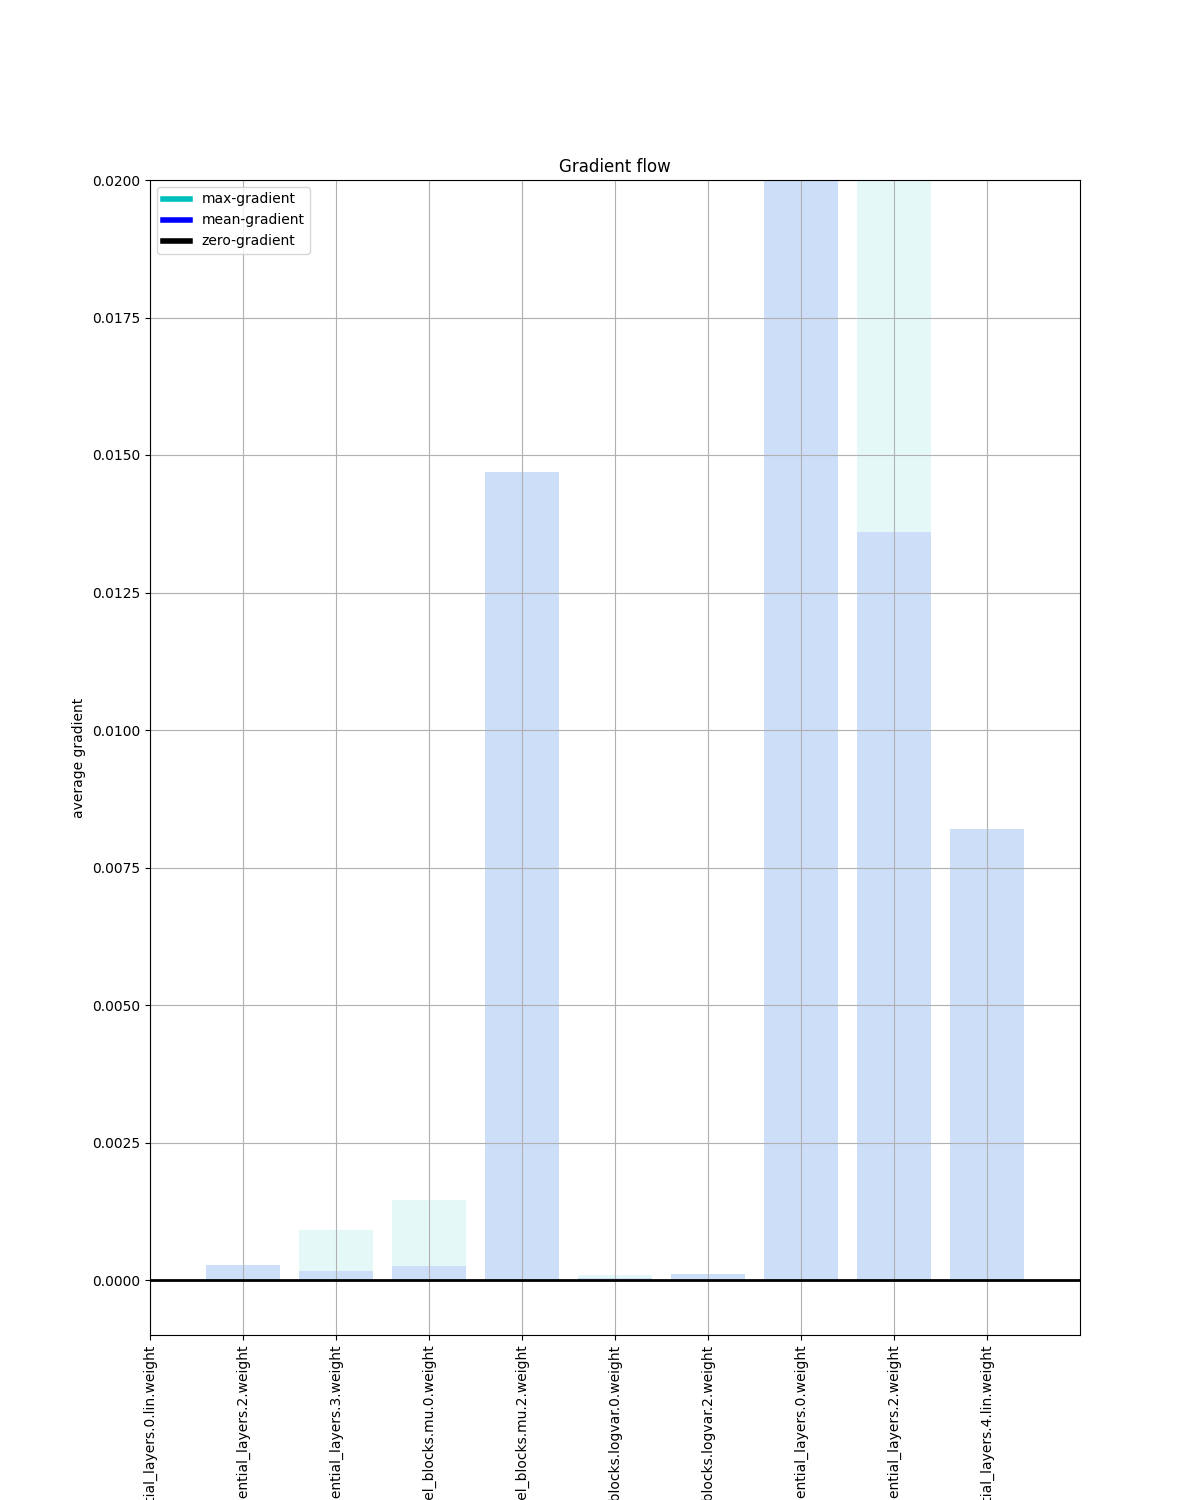 Gradient flow
max-gradient
mean-gradient
zero-gradient
average gradient
0.0200
0.0175
0.0150
0.0125
0.0100
0.0075
0.0050
0.0025
0.0000
tial_layers.0.lin.weight
ential_layers.2.weight
ential_layers.3.weight
el_blocks.mu.0.weight
el_blocks.mu.2.weight
blocks.logvar.0.weight
blocks.logvar.2.weight
ential_layers.0.weight
ential_layers.2.weight
tial_layers.4.lin.weight